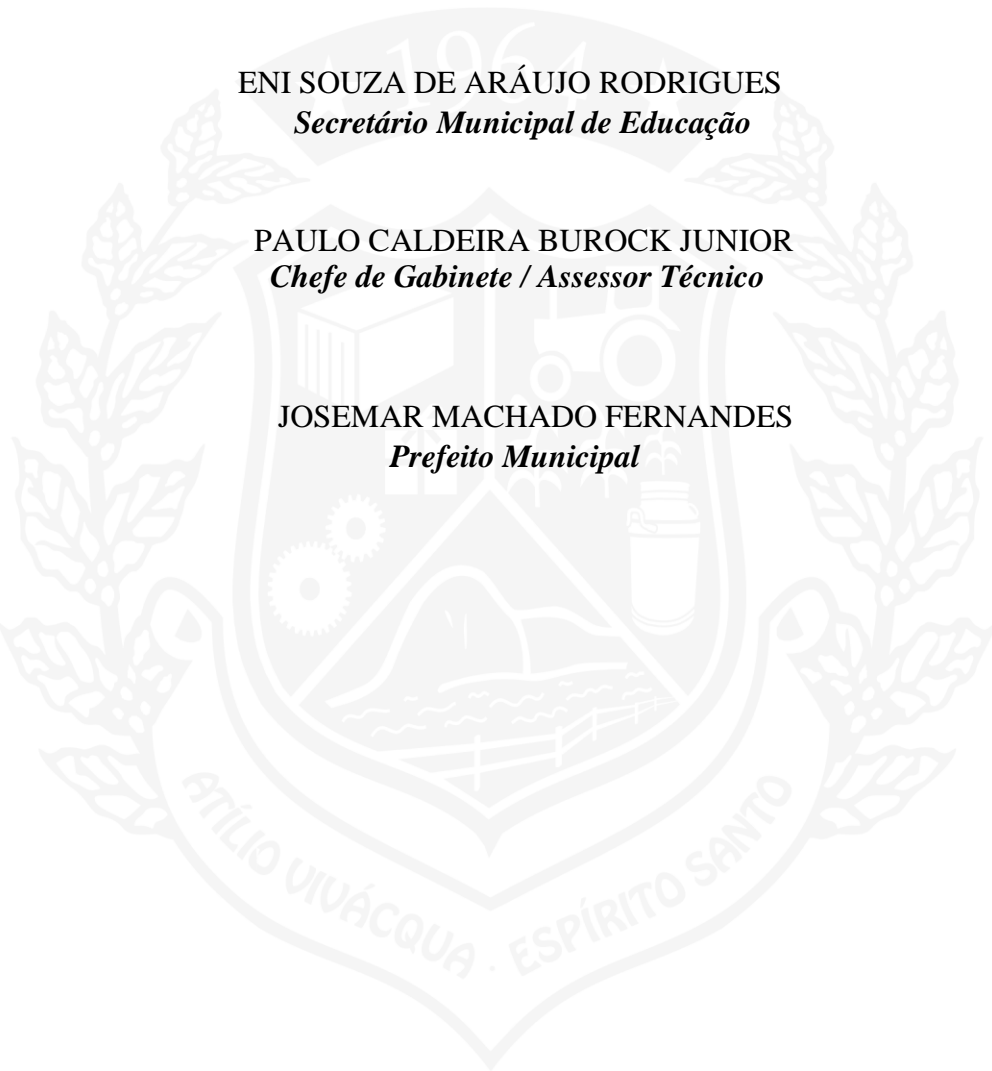 ★ 1964 ★
ENI SOUZA DE ARÁUJO RODRIGUES
Secretário Municipal de Educação
PAULO CALDEIRA BUROCK JUNIOR
Chefe de Gabinete / Assessor Técnico
JOSEMAR MACHADO FERNANDES
Prefeito Municipal
ATÍLIO VIVÁCQUA · ESPÍRITO SANTO